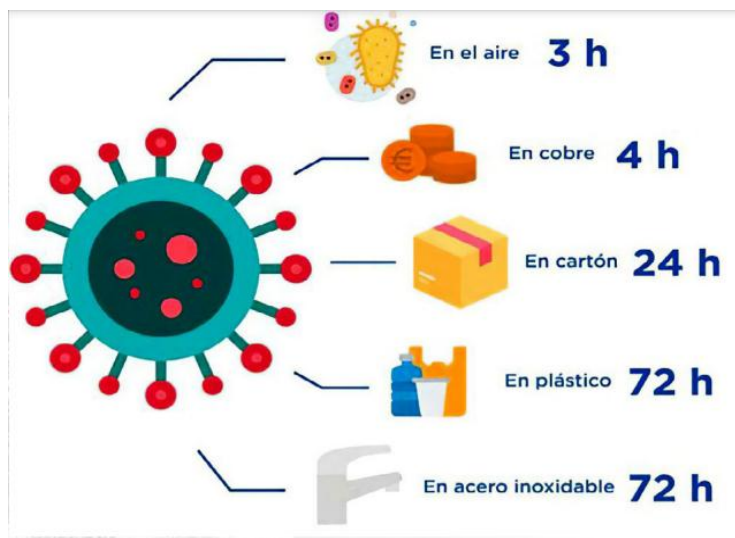 En el aire 3 h
En cobre 4 h
En cartón 24 h
En plástico 72 h
En acero inoxidable 72 h